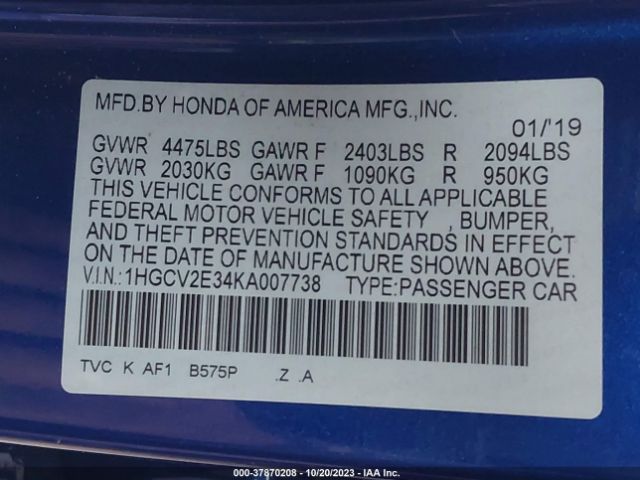 MFD.BY HONDA OF AMERICA MFG.,INC.
01/'19
GVWR 4475LBS GAWR F 2403LBS R 2094LBS
GVWR 2030KG GAWR F 1090KG R 950KG
THIS VEHICLE CONFORMS TO ALL APPLICABLE
FEDERAL MOTOR VEHICLE SAFETY , BUMPER,
AND THEFT PREVENTION STANDARDS IN EFFECT
ON THE DATE OF MANUFACTURE SHOWN ABOVE.
V.I.N.:1HGCV2E34KA007738 TYPE:PASSENGER CAR
TVC K AF1 B575P .Z .A
000-37870208 - 10/20/2023 - IAA Inc.